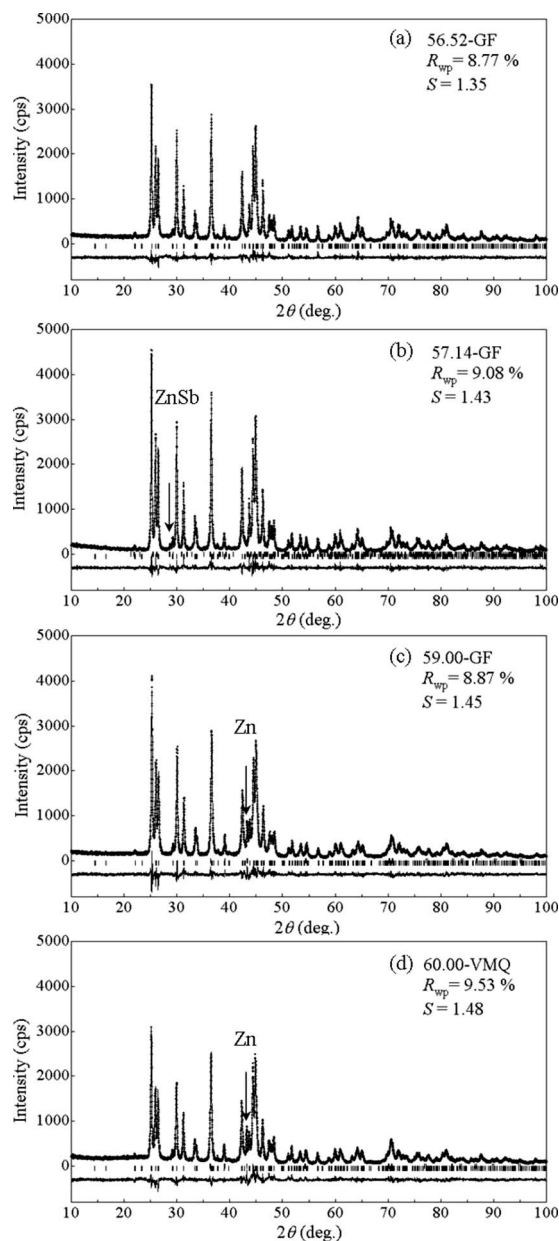 5000
4000
3000
2000
1000
0
Intensity (cps)
(a)
56.52-GF
Rwp= 8.77 %
S = 1.35
10 20 30 40 50 60 70 80 90 100
2θ (deg.)
5000
4000
3000
2000
1000
0
Intensity (cps)
(b)
57.14-GF
Rwp= 9.08 %
S = 1.43
ZnSb
10 20 30 40 50 60 70 80 90 100
2θ (deg.)
5000
4000
3000
2000
1000
0
Intensity (cps)
(c)
59.00-GF
Rwp= 8.87 %
S = 1.45
Zn
10 20 30 40 50 60 70 80 90 100
2θ (deg.)
5000
4000
3000
2000
1000
0
Intensity (cps)
(d)
60.00-VMQ
Rwp= 9.53 %
S = 1.48
Zn
10 20 30 40 50 60 70 80 90 100
2θ (deg.)